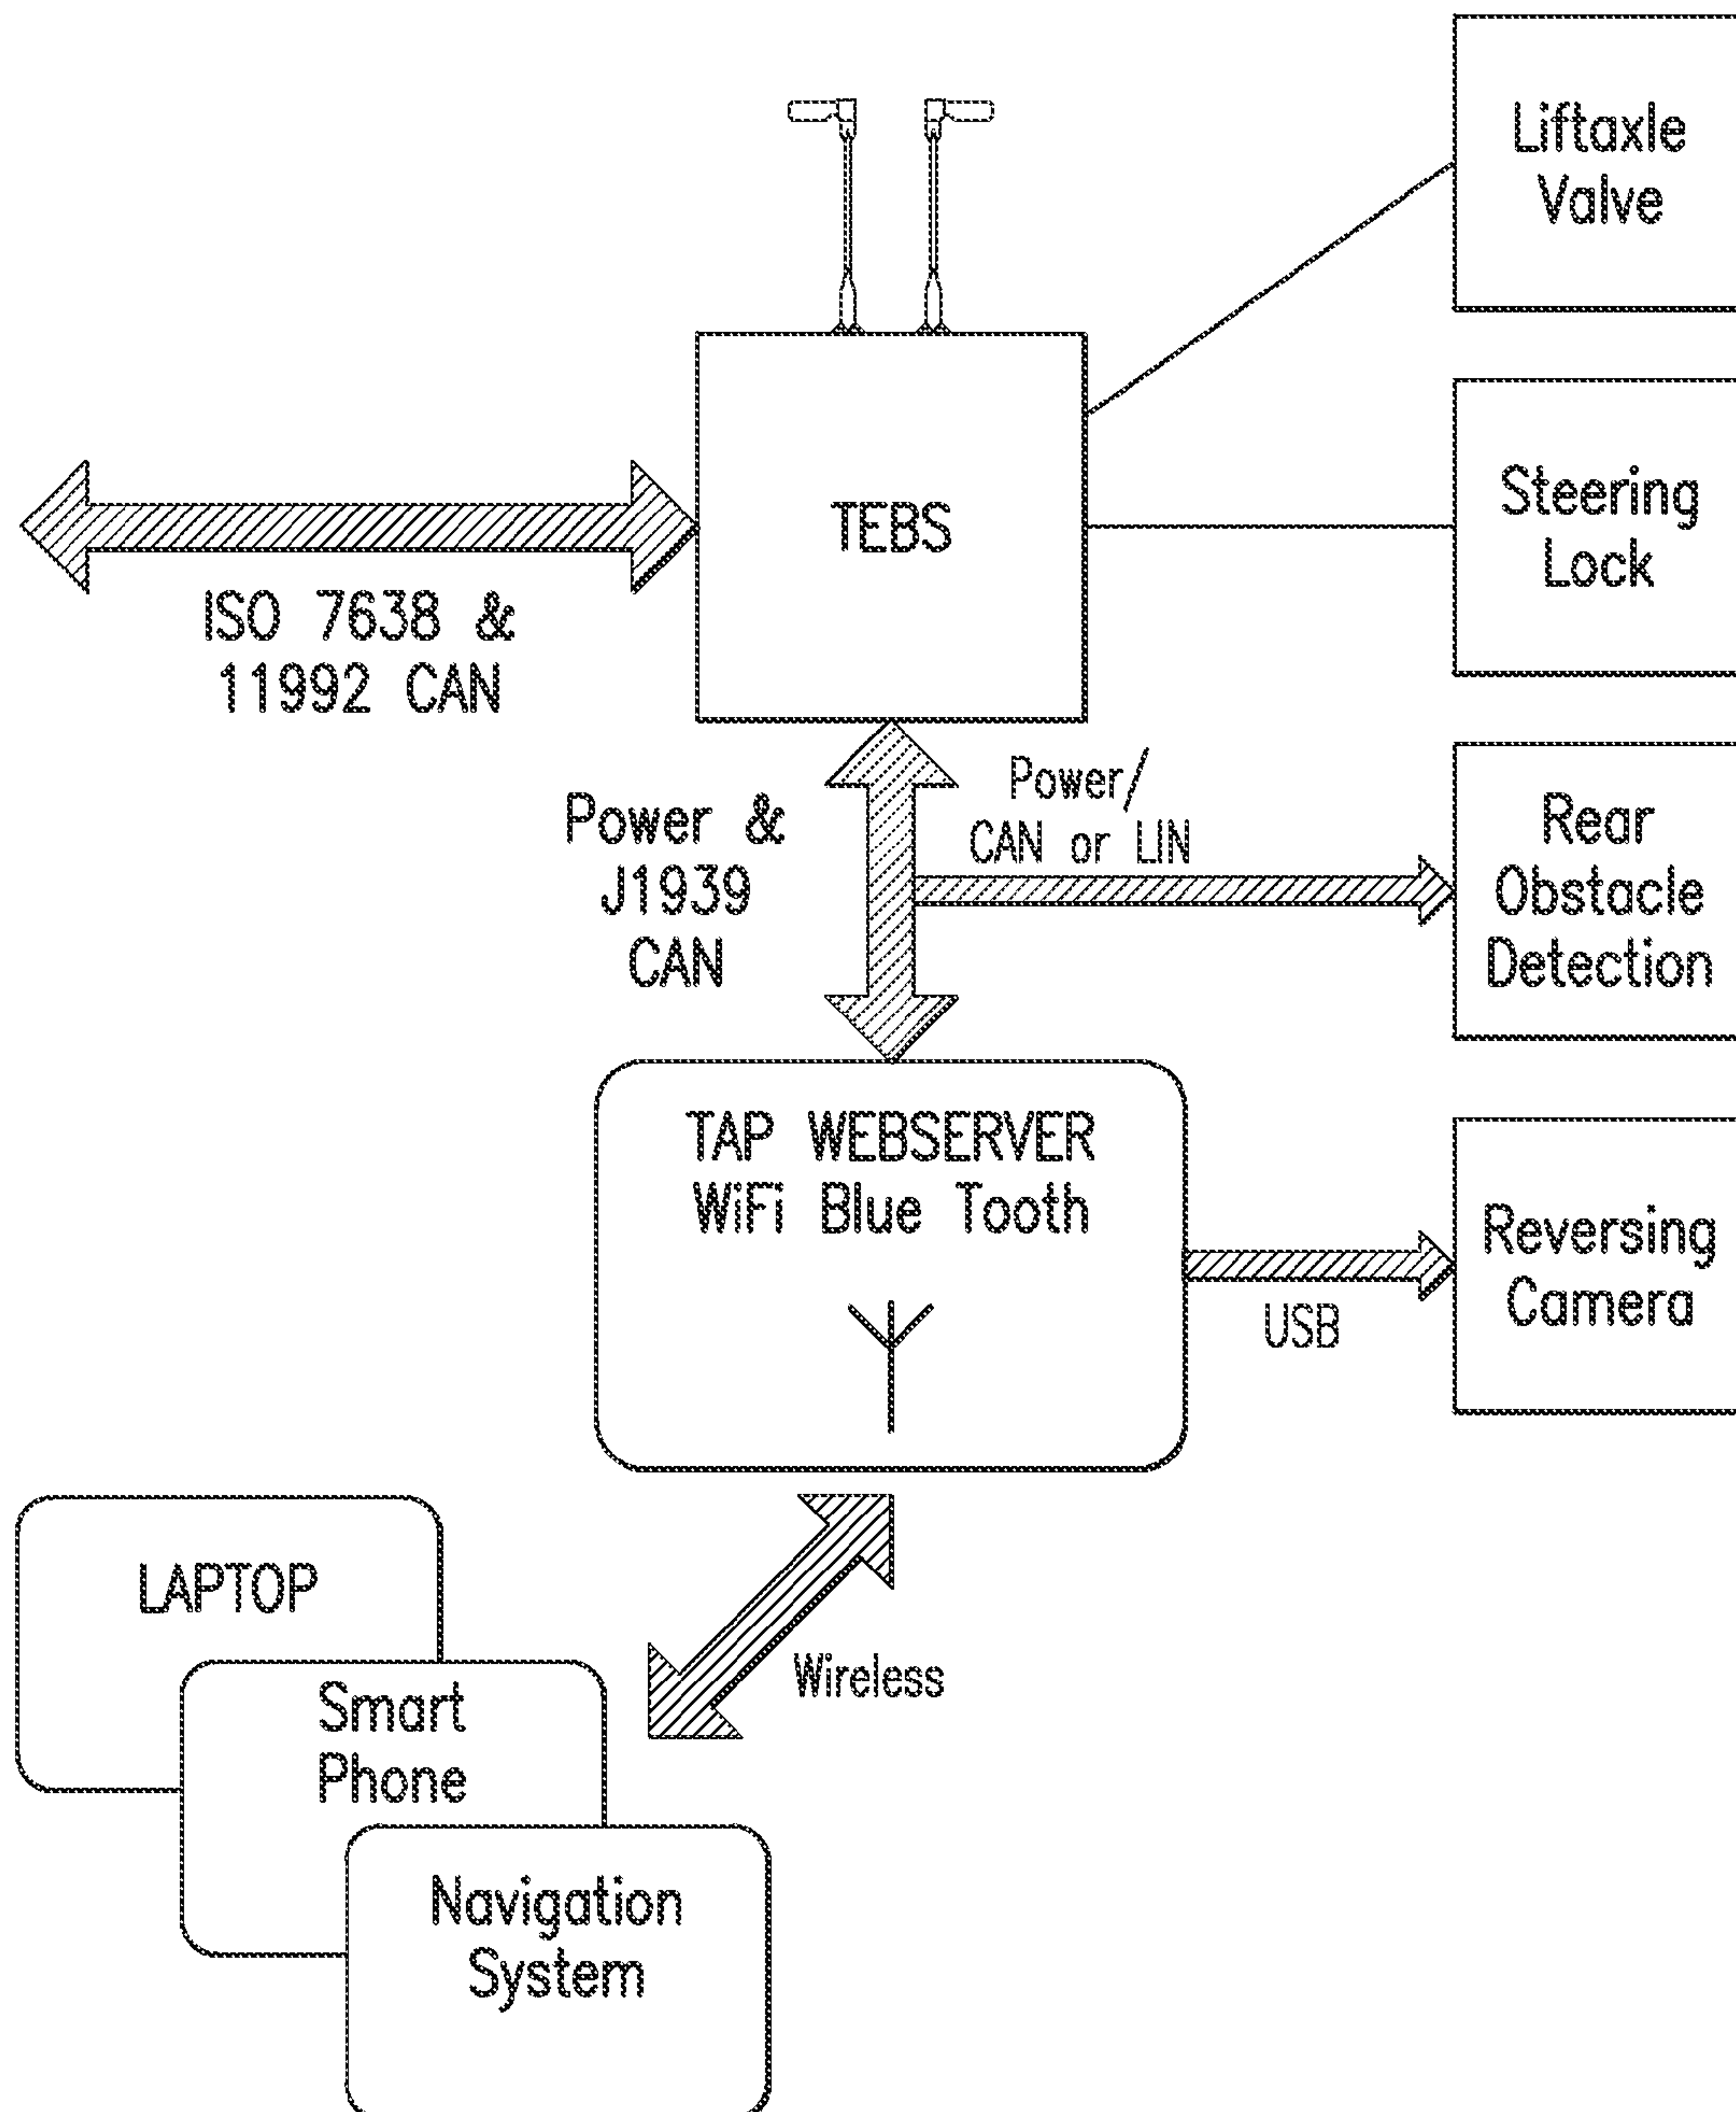 Liftaxle
Valve
TEBS
Steering
Lock
ISO 7638 &
11992 CAN
Power &
J1939
CAN
Power/
CAN or LIN
Rear
Obstacle
Detection
TAP WEBSERVER
WiFi Blue Tooth
USB
Reversing
Camera
LAPTOP
Smart
Phone
Wireless
Navigation
System